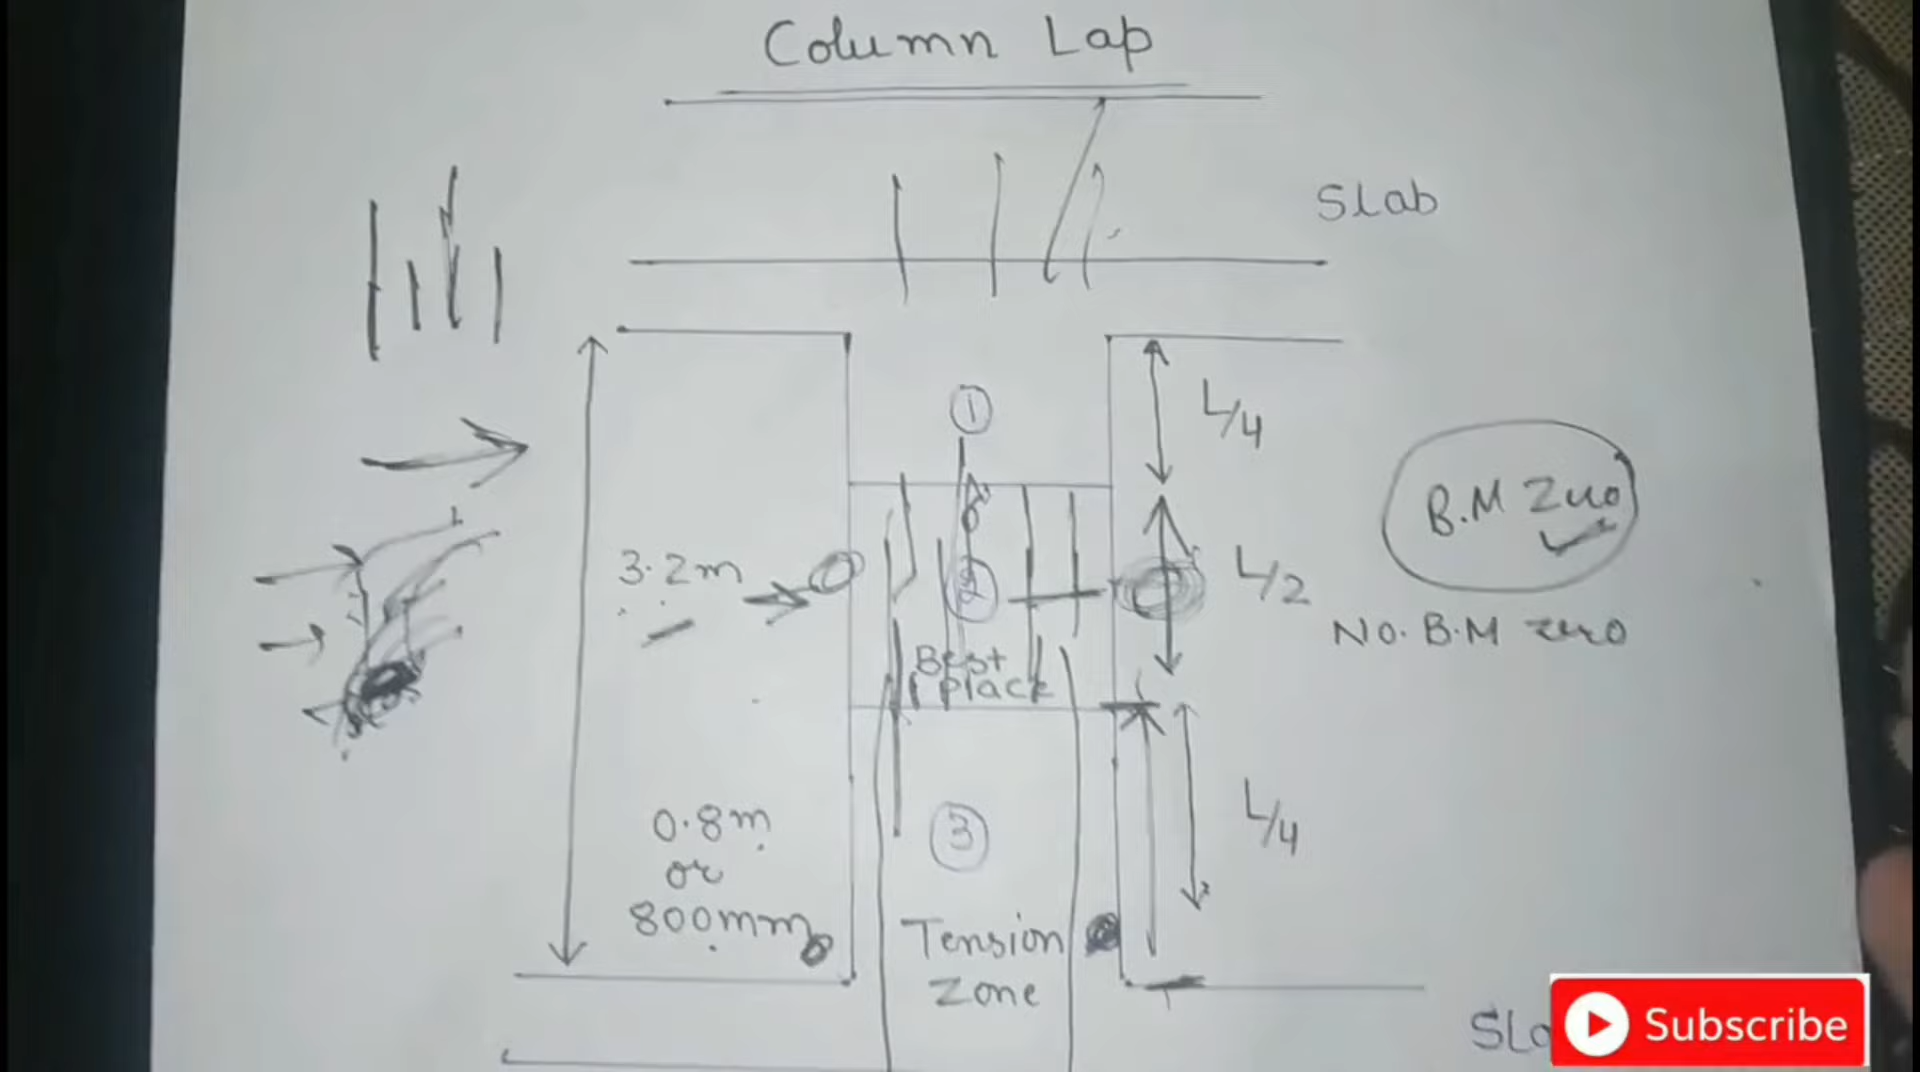 Column Lap
Slab
1
L/4
B.M Zero
3.2m
2
L/2
No. B.M zero
Best
Place
0.8m
or
800mm
3
L/4
Tension
Zone
Subscribe